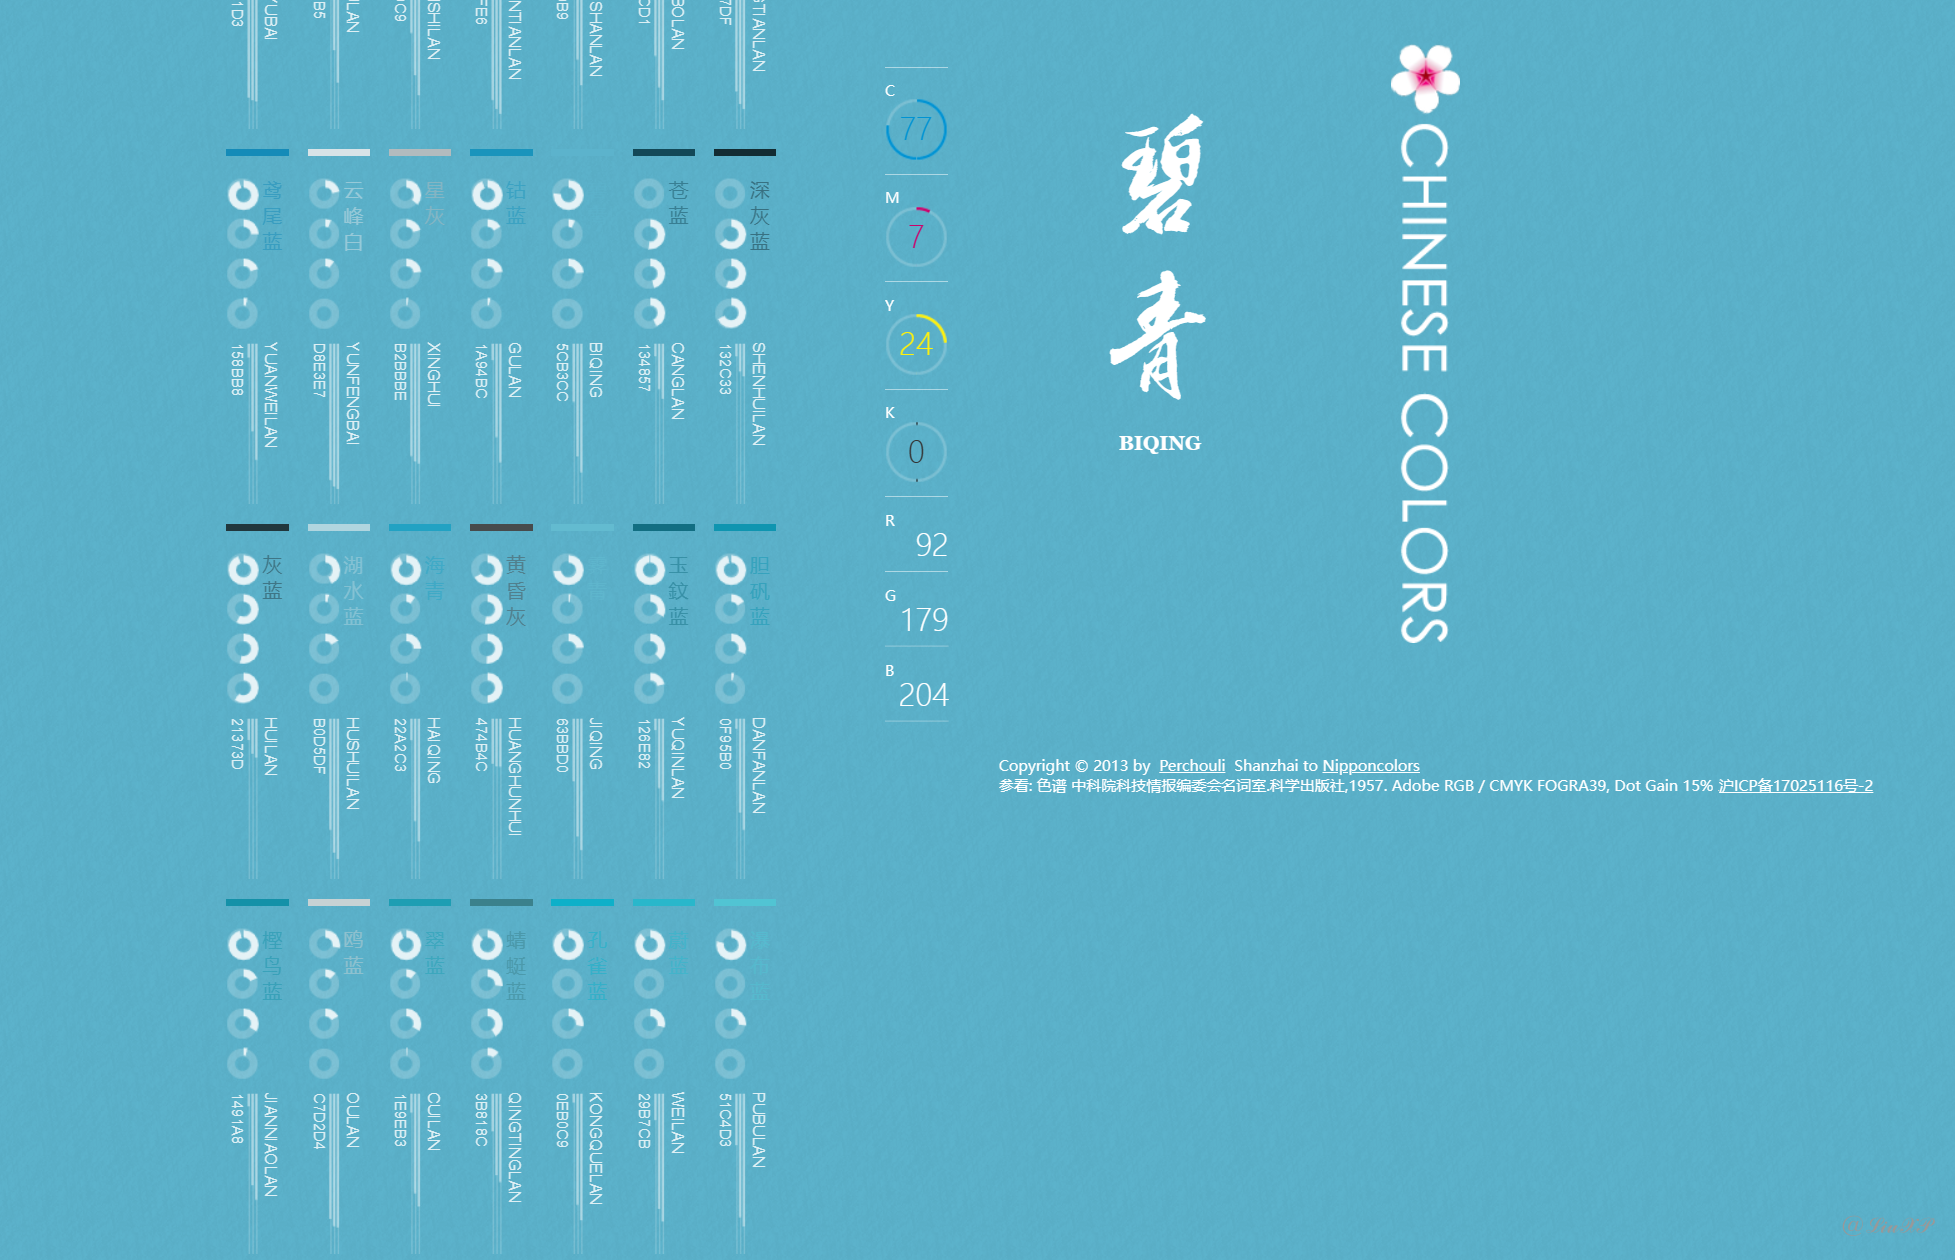 1D3
YUBAI
B5
LAN
0C9
ISHILAN
FE6
NTIANLAN
B9
SHANLAN
CD1
BOLAN
7DF
GTIANLAN
鸢尾蓝
YUANWEILAN
158BB8
云峰白
YUNFENGBAI
D8E3E7
星灰
XINGHUI
B2BBBE
钴蓝
GULAN
1A94BC
BIQING
5CB3CC
苍蓝
CANGLAN
134857
深灰蓝
SHENHUILAN
132C33
灰蓝
HUILAN
21373D
湖水蓝
HUSHUILAN
B0D5DF
海青
HAIQING
22A2C3
黄昏灰
HUANGHUNHUI
474B4C
JIQING
63BBD0
玉鈫蓝
YUQINLAN
126E82
胆矾蓝
DANFANLAN
0F95B0
樫鸟蓝
JIANNIAOLAN
1491A8
鸥蓝
OULAN
C7D2D4
翠蓝
CUILAN
1E9EB3
蜻蜓蓝
QINGTINGLAN
3B818C
孔雀蓝
KONGQUELAN
0EB0C9
WEILAN
29B7CB
PUBULAN
51C4D3
C
77
M
7
Y
24
K
0
R
92
G
179
B
204
碧青
BIQING
CHINESE COLORS
Copyright © 2013 by Perchouli Shanzhai to Nipponcolors
参看: 色谱 中科院科技情报编委会名词室.科学出版社,1957. Adobe RGB / CMYK FOGRA39, Dot Gain 15% 沪ICP备17025116号-2